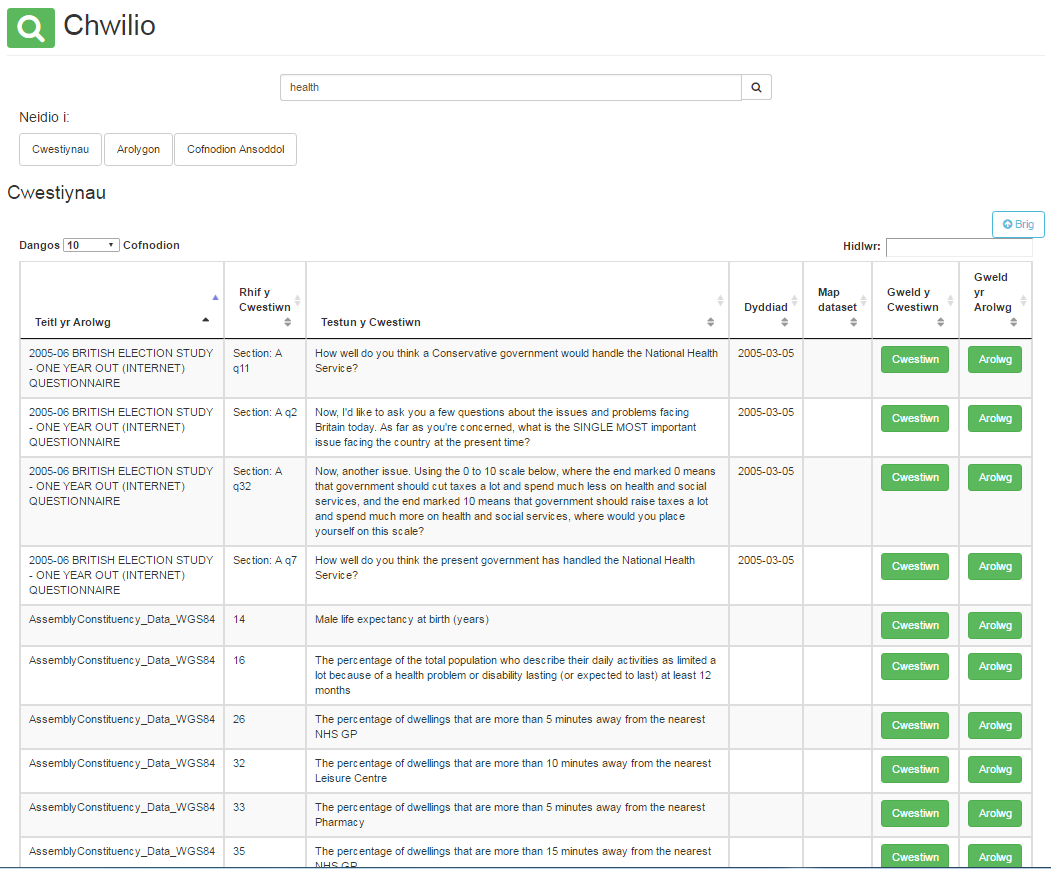 Chwilio
health
Neidio i:
Cwestiynau
Arolygon
Cofnodion Ansoddol
Cwestiynau
Brig
Dangos 10 Cofnodion
Hidlwr:
Teitl yr Arolwg
Rhif y
Cwestiwn
Testun y Cwestiwn
Dyddiad
Map
dataset
Gweld y
Cwestiwn
Gweld
yr
Arolwg
2005-06 BRITISH ELECTION STUDY
- ONE YEAR OUT (INTERNET)
QUESTIONNAIRE
Section: A
q11
How well do you think a Conservative government would handle the National Health
Service?
2005-03-05
Cwestiwn
Arolwg
2005-06 BRITISH ELECTION STUDY
- ONE YEAR OUT (INTERNET)
QUESTIONNAIRE
Section: A q2
Now, I'd like to ask you a few questions about the issues and problems facing
Britain today. As far as you're concerned, what is the SINGLE MOST important
issue facing the country at the present time?
2005-03-05
Cwestiwn
Arolwg
2005-06 BRITISH ELECTION STUDY
- ONE YEAR OUT (INTERNET)
QUESTIONNAIRE
Section: A
q32
Now, another issue. Using the 0 to 10 scale below, where the end marked 0 means
that government should cut taxes a lot and spend much less on health and social
services, and the end marked 10 means that government should raise taxes a lot
and spend much more on health and social services, where would you place
yourself on this scale?
2005-03-05
Cwestiwn
Arolwg
2005-06 BRITISH ELECTION STUDY
- ONE YEAR OUT (INTERNET)
QUESTIONNAIRE
Section: A q7
How well do you think the present government has handled the National Health
Service?
2005-03-05
Cwestiwn
Arolwg
AssemblyConstituency_Data_WGS84
14
Male life expectancy at birth (years)
Cwestiwn
Arolwg
AssemblyConstituency_Data_WGS84
16
The percentage of the total population who describe their daily activities as limited a
lot because of a health problem or disability lasting (or expected to last) at least 12
months
Cwestiwn
Arolwg
AssemblyConstituency_Data_WGS84
26
The percentage of dwellings that are more than 5 minutes away from the nearest
NHS GP
Cwestiwn
Arolwg
AssemblyConstituency_Data_WGS84
32
The percentage of dwellings that are more than 10 minutes away from the nearest
Leisure Centre
Cwestiwn
Arolwg
AssemblyConstituency_Data_WGS84
33
The percentage of dwellings that are more than 5 minutes away from the nearest
Pharmacy
Cwestiwn
Arolwg
AssemblyConstituency_Data_WGS84
35
The percentage of dwellings that are more than 15 minutes away from the nearest
NHS GP
Cwestiwn
Arolwg